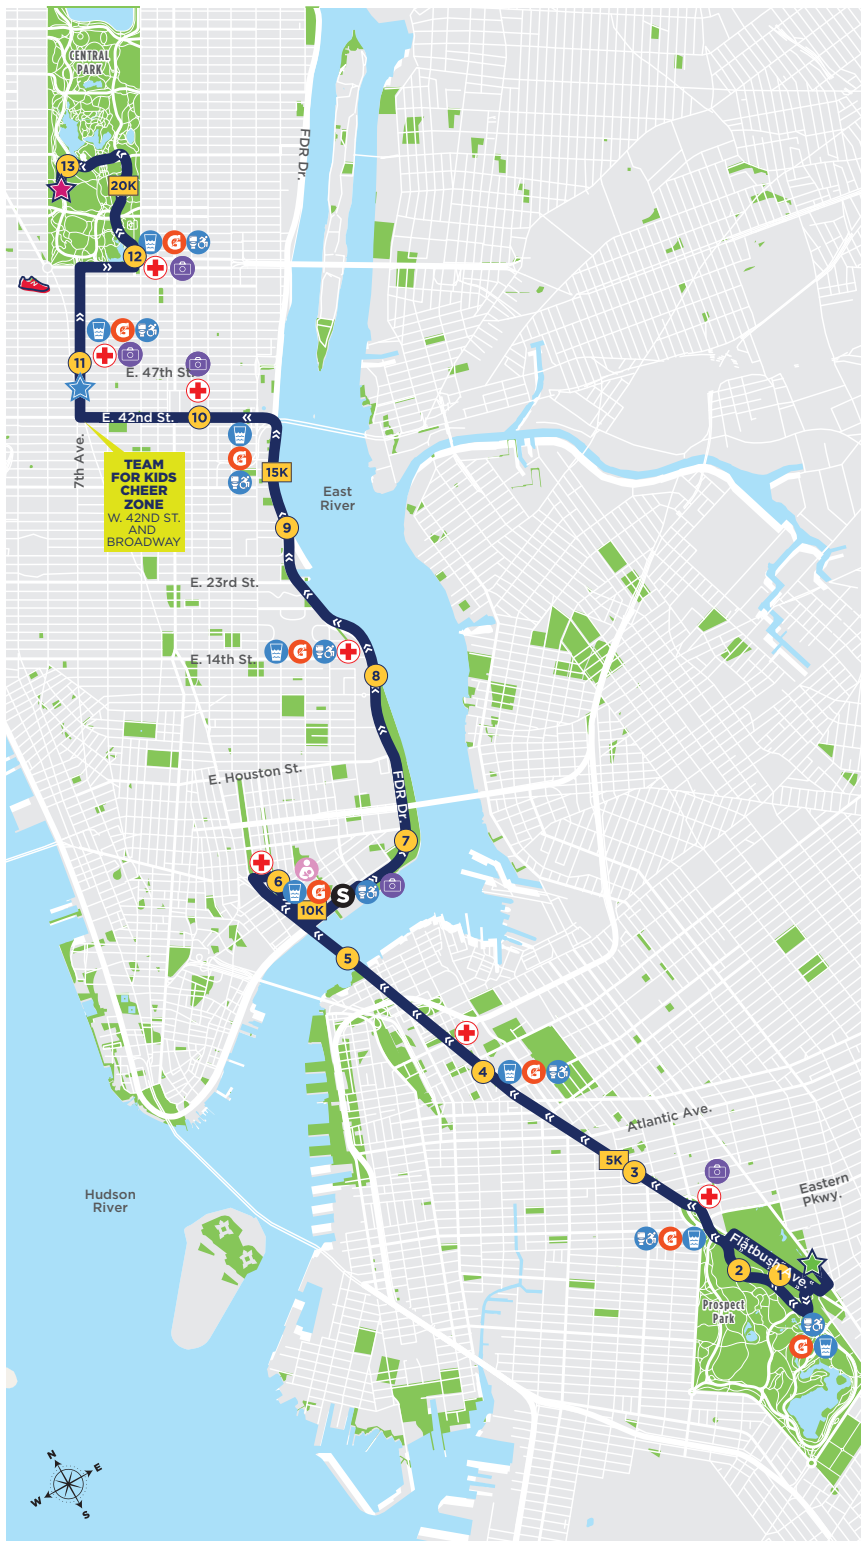 CENTRAL
PARK
FDR Dr.
13
20K
12
11
E. 47th St.
E. 42nd St.
10
7th Ave.
TEAM
FOR KIDS
CHEER
ZONE
W. 42ND ST.
AND
BROADWAY
15K
East
River
9
E. 23rd St.
E. 14th St.
8
E. Houston St.
FDR Dr.
7
6
S
10K
5
4
Atlantic Ave.
5K
3
Eastern
Pkwy.
Hudson
River
Flatbush Ave.
2
1
Prospect
Park
N
E
W
S